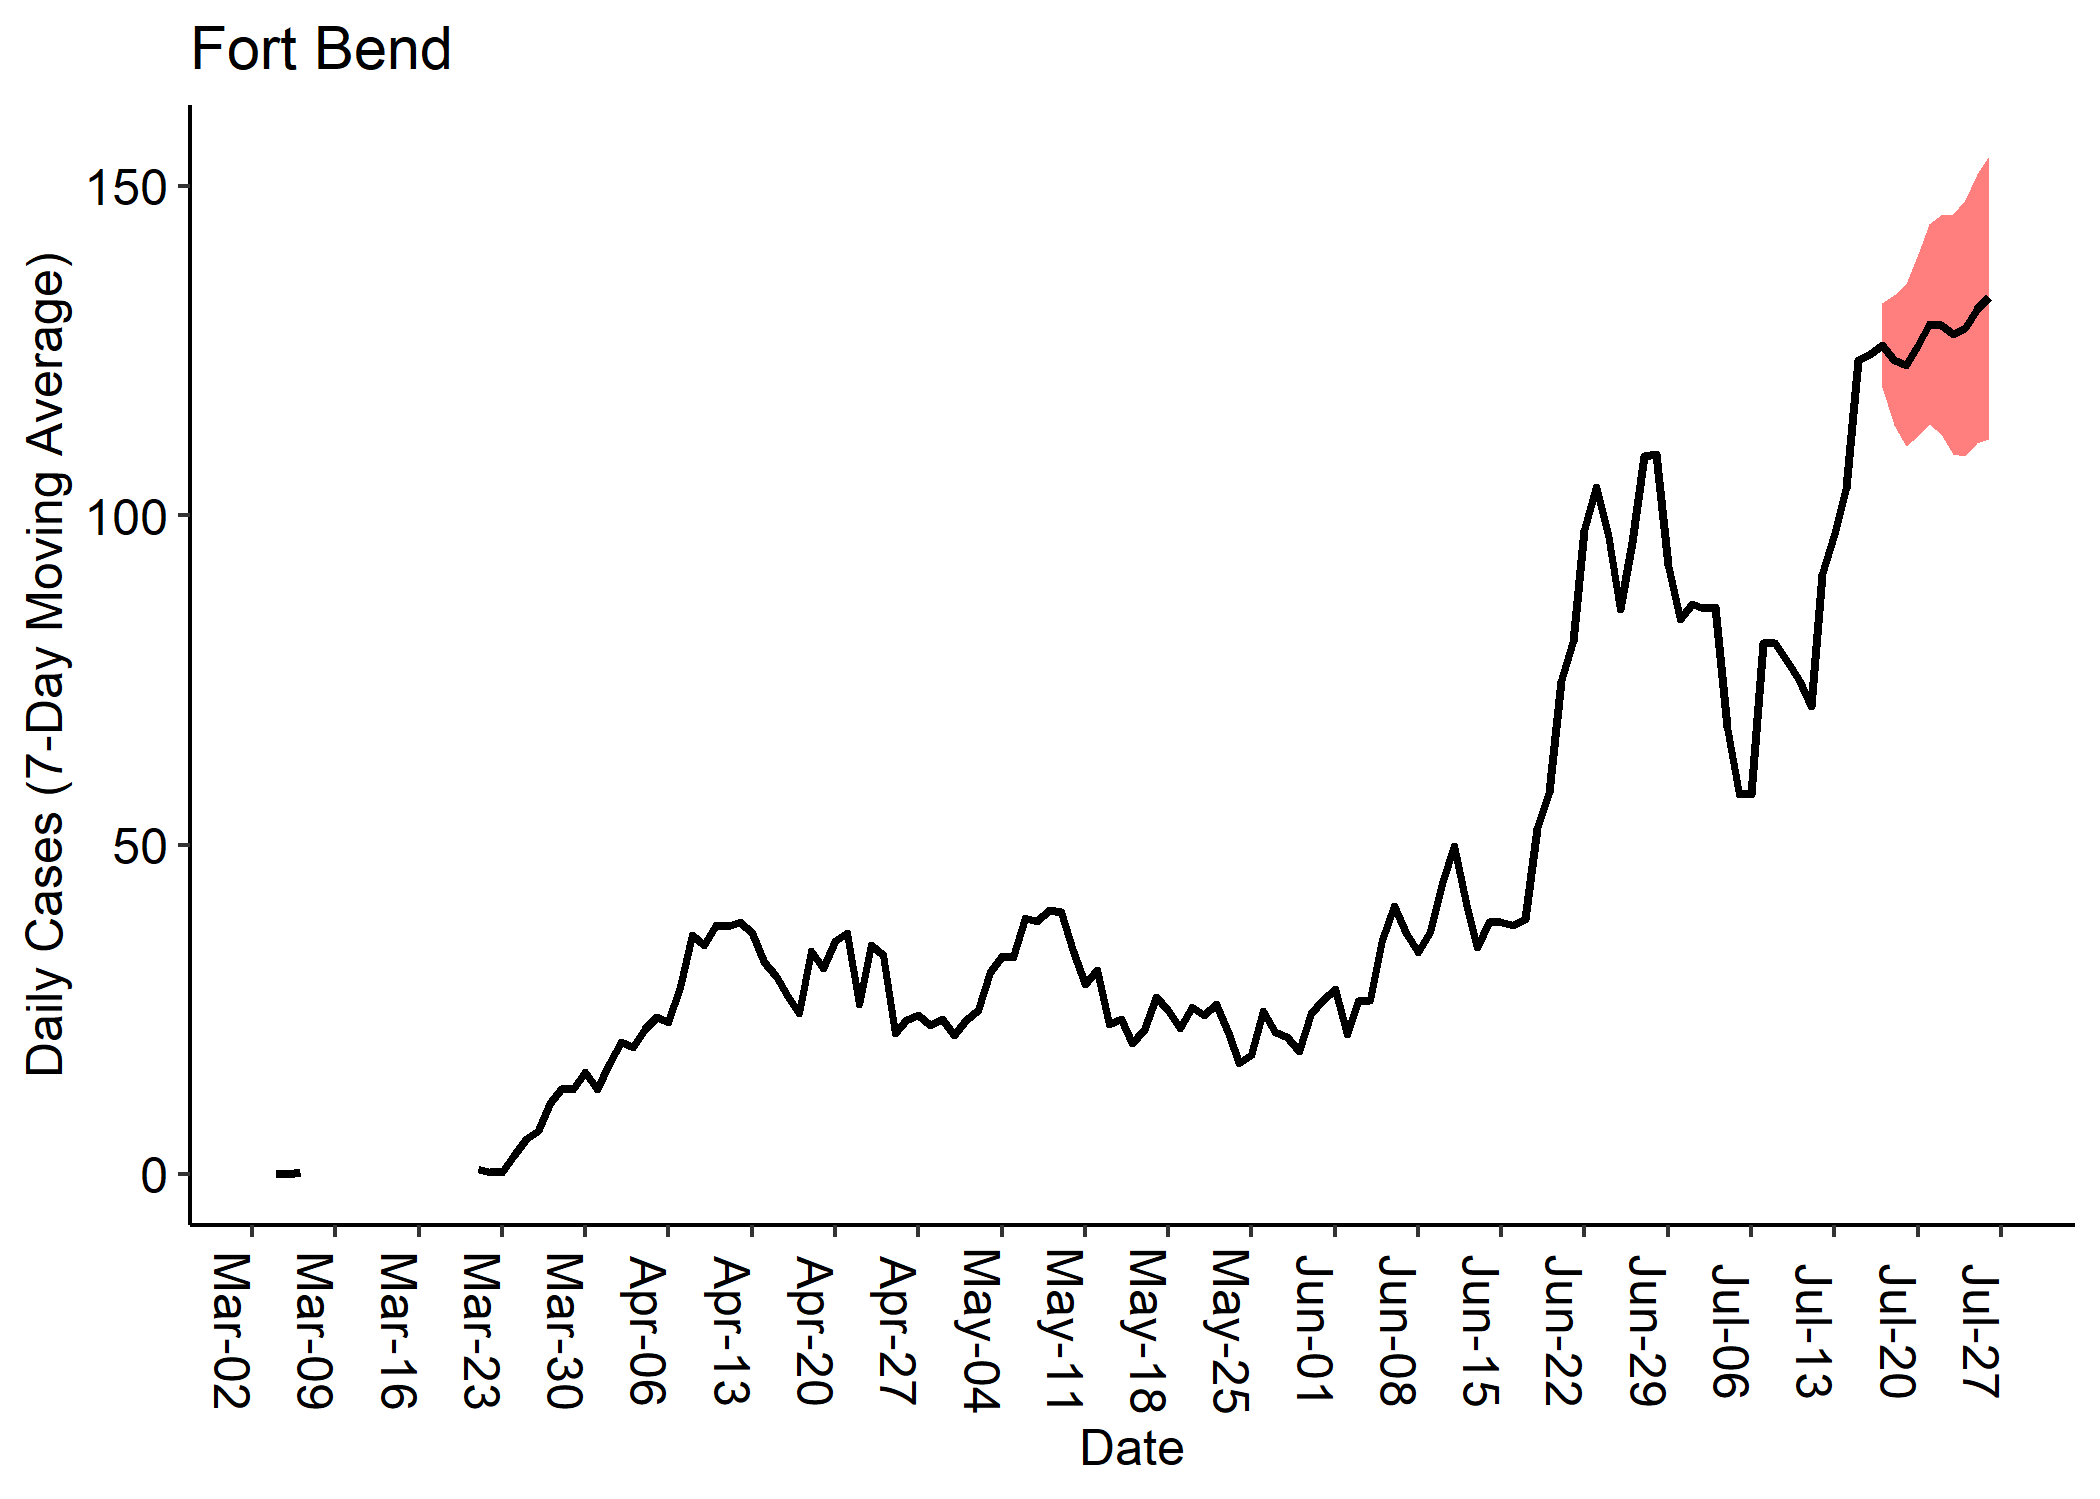 Fort Bend
Daily Cases (7-Day Moving Average)
150
100
50
0
Mar-02
Mar-09
Mar-16
Mar-23
Mar-30
Apr-06
Apr-13
Apr-20
Apr-27
May-04
May-11
May-18
May-25
Jun-01
Jun-08
Jun-15
Jun-22
Jun-29
Jul-06
Jul-13
Jul-20
Jul-27
Date